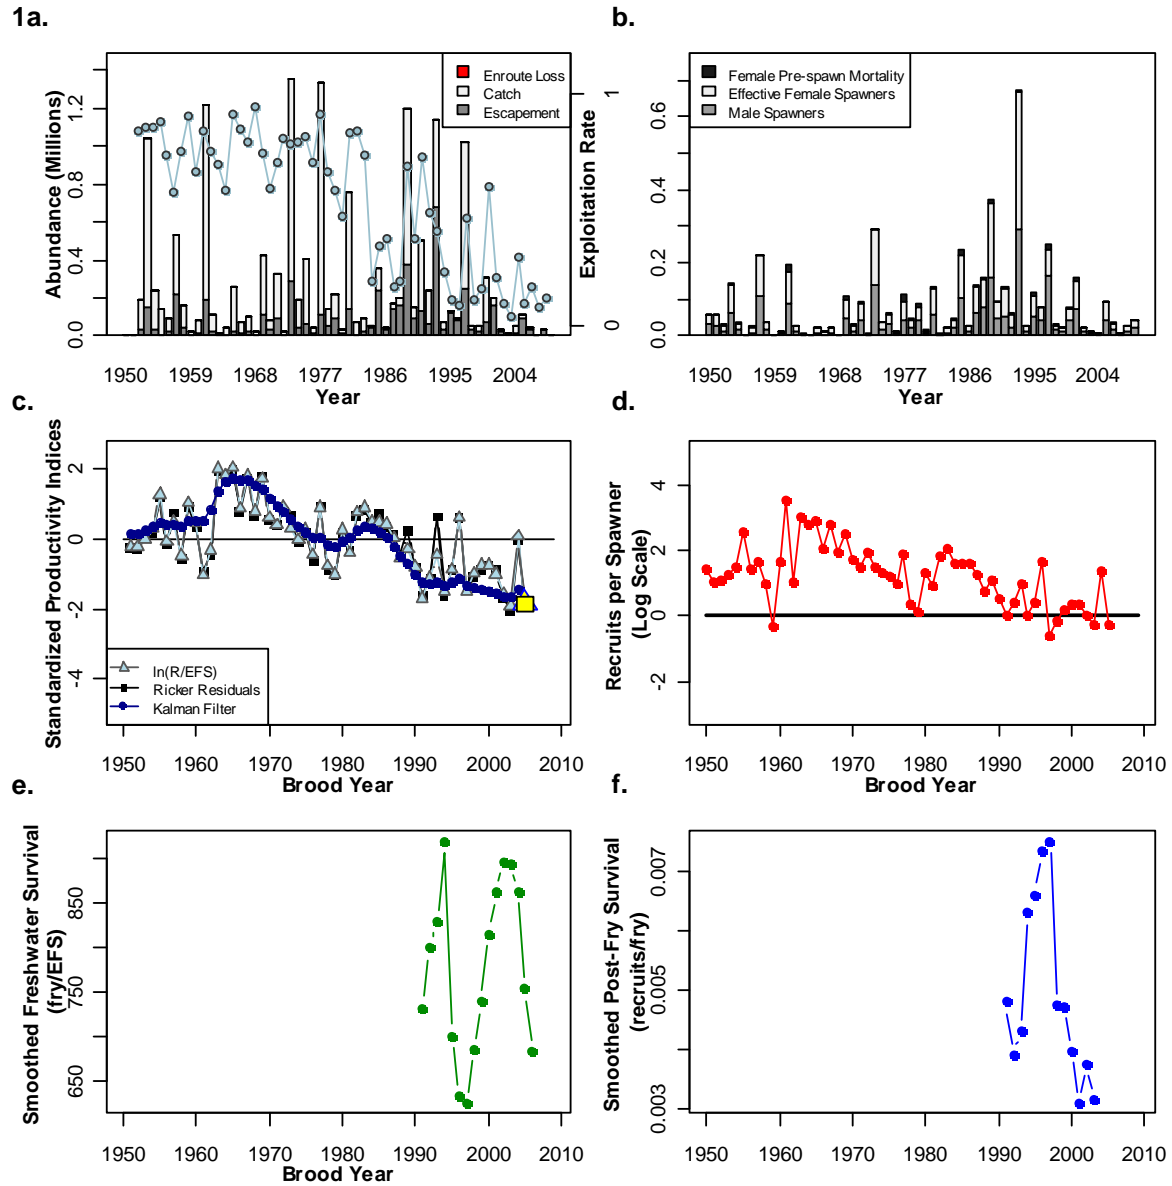 1a.
Abundance (Millions)
0.0
0.4
0.8
1.2
Enroute Loss
Catch
Escapement
Exploitation Rate
0
1
1950
1959
1968
1977
1986
1995
2004
Year
b.
0.0
0.2
0.4
0.6
Female Pre-spawn Mortality
Effective Female Spawners
Male Spawners
1950
1959
1968
1977
1986
1995
2004
Year
c.
Standardized Productivity Indices
2
0
-2
-4
ln(R/EFS)
Ricker Residuals
Kalman Filter
1950
1960
1970
1980
1990
2000
2010
Brood Year
d.
Recruits per Spawner
(Log Scale)
4
2
0
-2
1950
1960
1970
1980
1990
2000
2010
Brood Year
e.
Smoothed Freshwater Survival
(fry/EFS)
850
750
650
1950
1960
1970
1980
1990
2000
2010
Brood Year
f.
Smoothed Post-Fry Survival
(recruits/fry)
0.007
0.005
0.003
1950
1960
1970
1980
1990
2000
2010